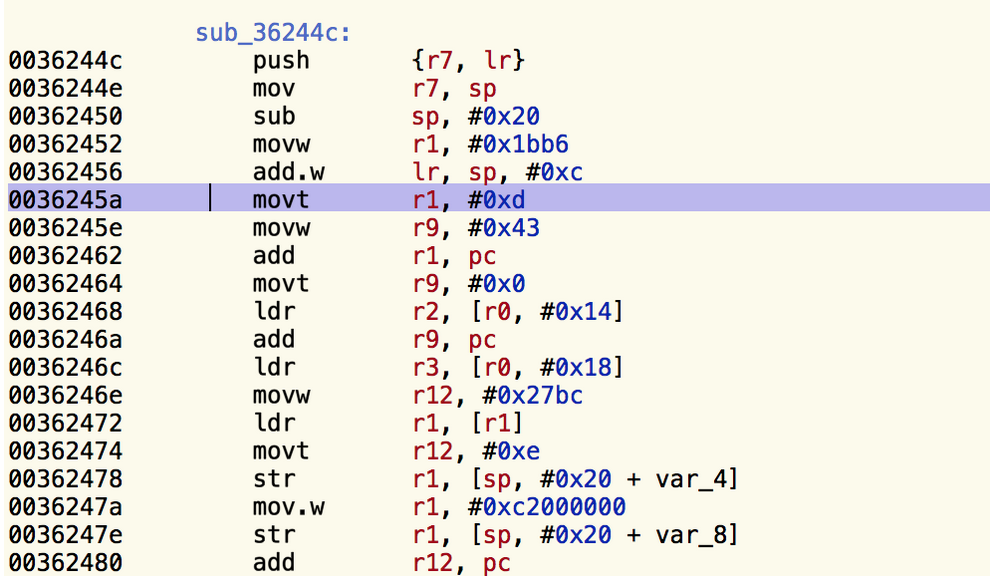 sub_36244c:
0036244c push {r7, lr}
0036244e mov r7, sp
00362450 sub sp, #0x20
00362452 movw r1, #0x1bb6
00362456 add.w lr, sp, #0xc
0036245a movt r1, #0xd
0036245e movw r9, #0x43
00362462 add r1, pc
00362464 movt r9, #0x0
00362468 ldr r2, [r0, #0x14]
0036246a add r9, pc
0036246c ldr r3, [r0, #0x18]
0036246e movw r12, #0x27bc
00362472 ldr r1, [r1]
00362474 movt r12, #0xe
00362478 str r1, [sp, #0x20 + var_4]
0036247a mov.w r1, #0xc2000000
0036247e str r1, [sp, #0x20 + var_8]
00362480 add r12, pc